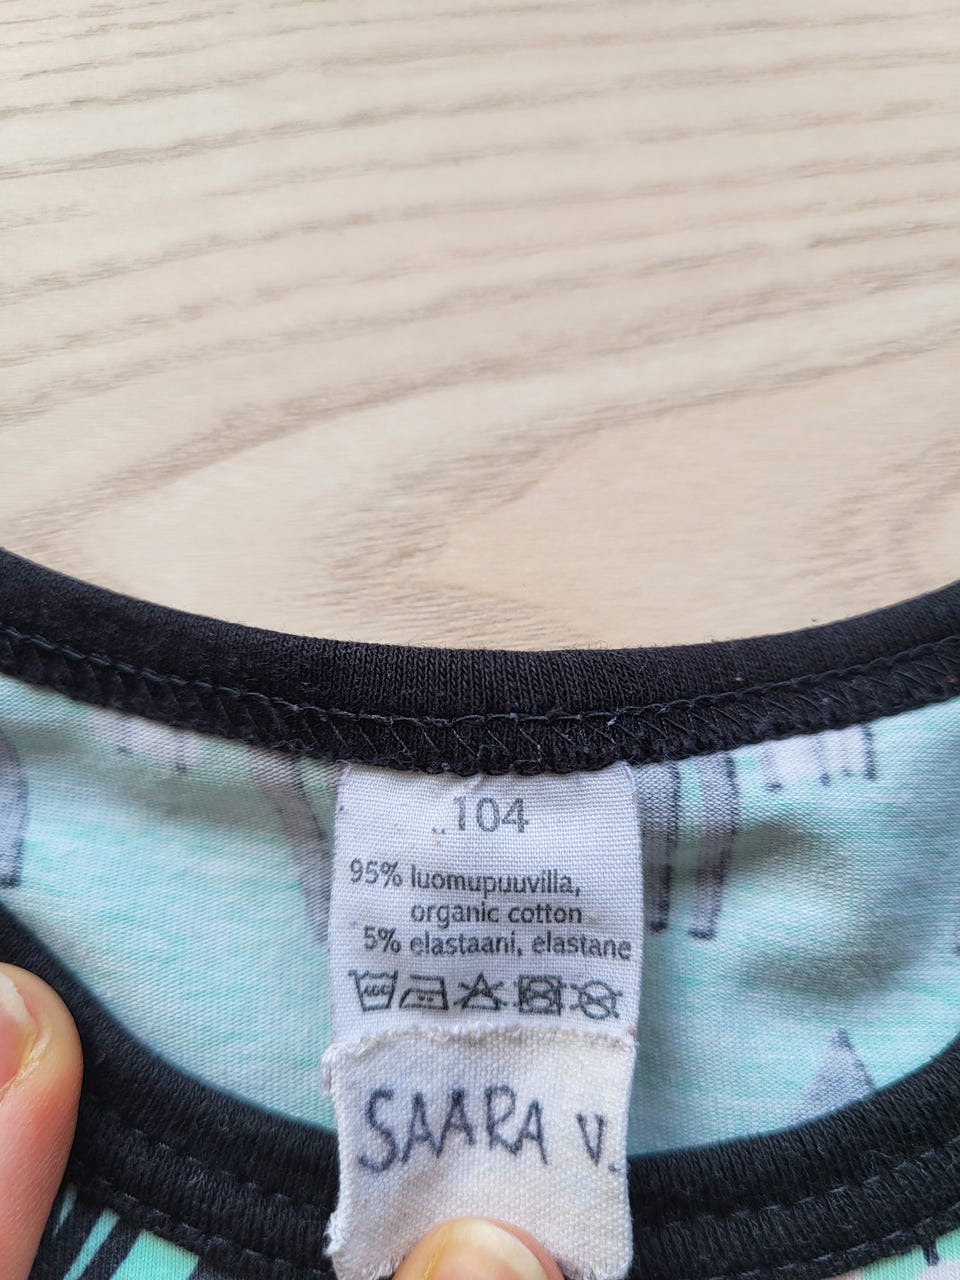 104
95% luomupuuvilla,
organic cotton
5% elastaani, elastane
SAARA V.